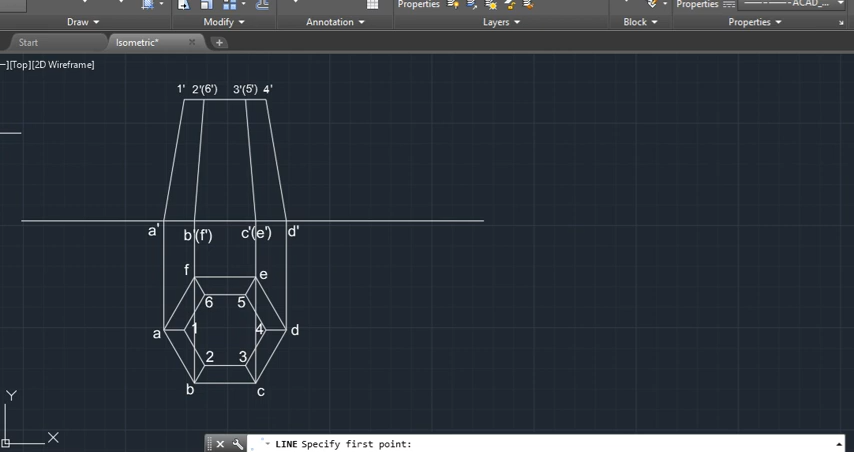 Properties
Properties
ACAD_...
Draw
Modify
Annotation
Layers
Block
Properties
Start
Isometric*
][Top][2D Wireframe]
1' 2'(6') 3'(5') 4'
a' b'(f') c'(e') d'
f e
6 5
a 1 4 d
2 3
b c
Y
X
LINE Specify first point: